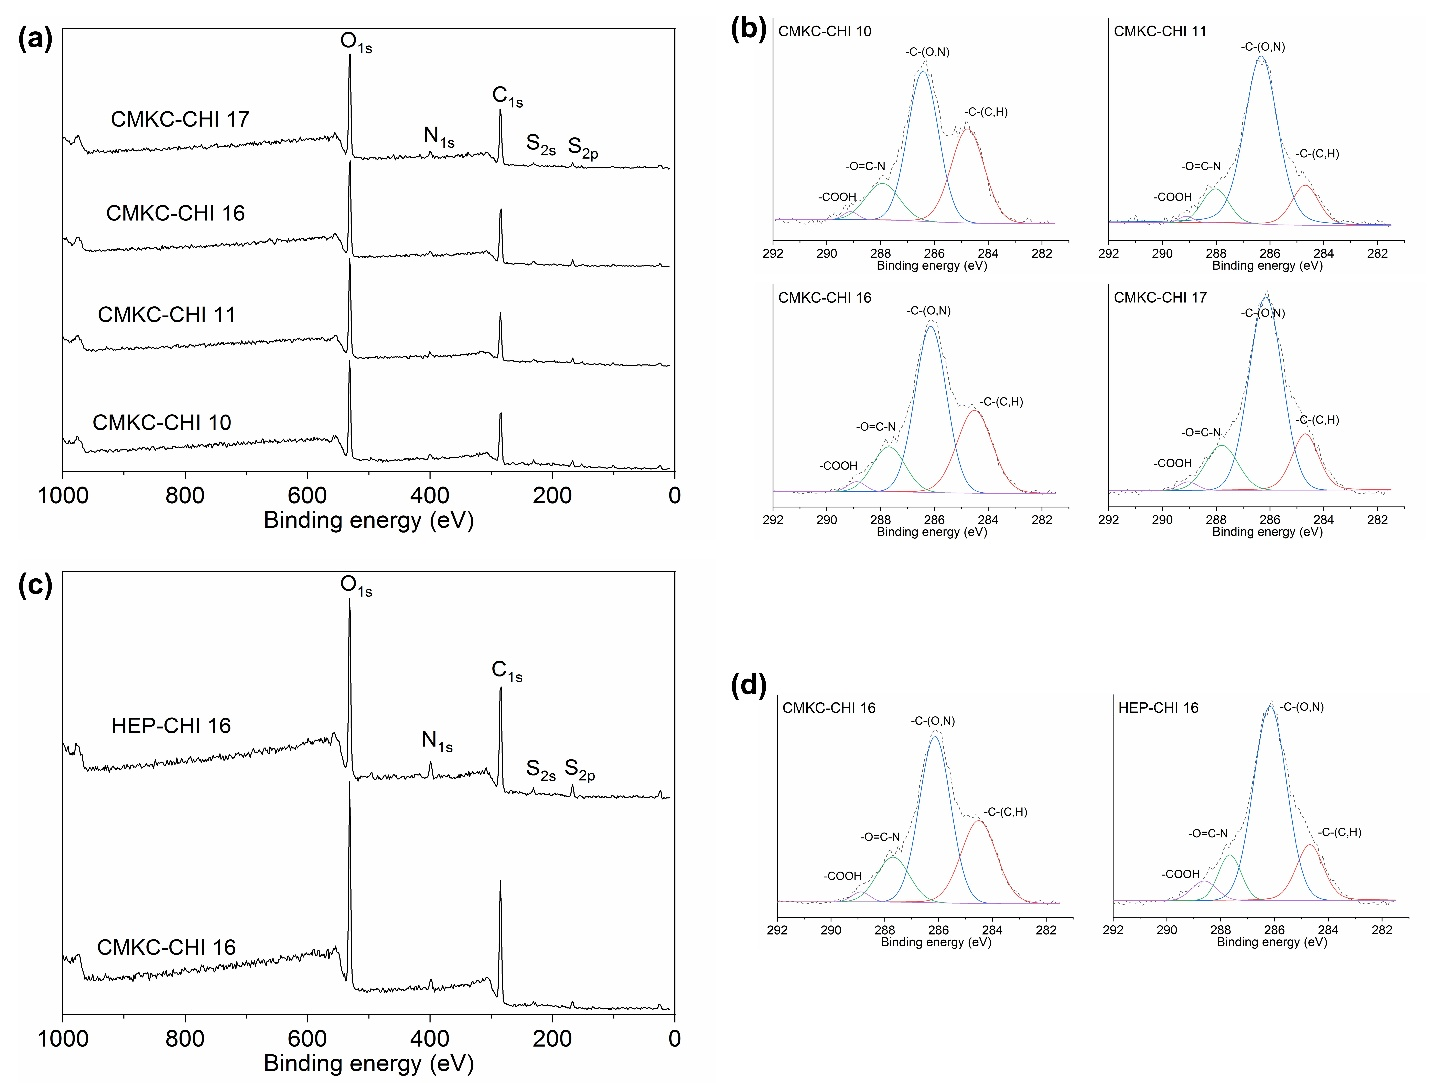 (a)
O1s
C1s
N1s
S2s
S2p
CMKC-CHI 17
CMKC-CHI 16
CMKC-CHI 11
CMKC-CHI 10
1000 800 600 400 200 0
Binding energy (eV)
(b)
CMKC-CHI 10
-C-(O,N)
-C-(C,H)
-O=C-N
-COOH
292 290 288 286 284 282
Binding energy (eV)
CMKC-CHI 11
-C-(O,N)
-C-(C,H)
-O=C-N
-COOH
292 290 288 286 284 282
Binding energy (eV)
CMKC-CHI 16
-C-(O,N)
-C-(C,H)
-O=C-N
-COOH
292 290 288 286 284 282
Binding energy (eV)
CMKC-CHI 17
-C-(O,N)
-C-(C,H)
-O=C-N
-COOH
292 290 288 286 284 282
Binding energy (eV)
(c)
O1s
C1s
N1s
S2s
S2p
HEP-CHI 16
CMKC-CHI 16
1000 800 600 400 200 0
Binding energy (eV)
(d)
CMKC-CHI 16
-C-(O,N)
-C-(C,H)
-O=C-N
-COOH
292 290 288 286 284 282
Binding energy (eV)
HEP-CHI 16
-C-(O,N)
-C-(C,H)
-O=C-N
-COOH
292 290 288 286 284 282
Binding energy (eV)